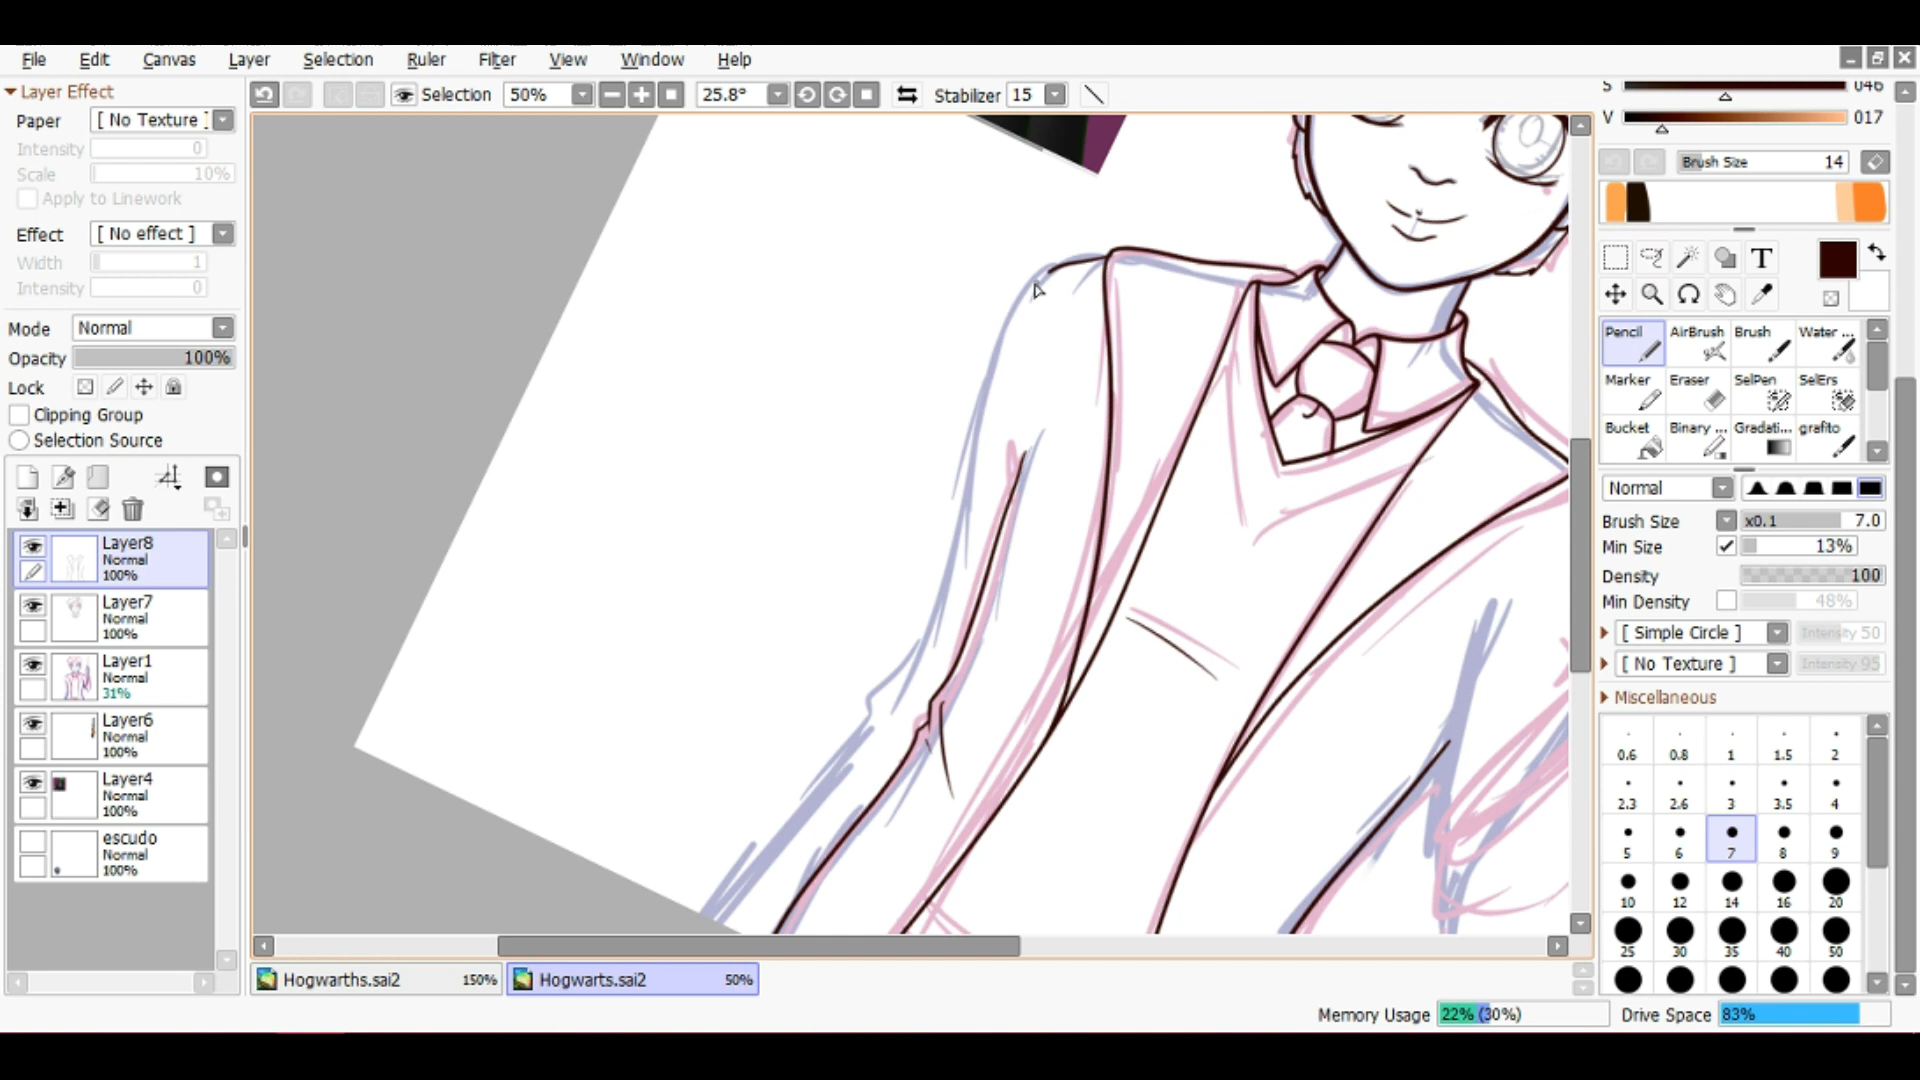 File Edit Canvas Layer Selection Ruler Filter View Window Help
Selection 50% 25.8° Stabilizer 15
Layer Effect
Paper [ No Texture ]
Intensity 0
Scale 10%
Apply to Linework
Effect [ No effect ]
Width 1
Intensity 0
Mode Normal
Opacity 100%
Lock
Clipping Group
Selection Source
Layer8
Normal
100%
Layer7
Normal
100%
Layer1
Normal
31%
Layer6
Normal
100%
Layer4
Normal
100%
escudo
Normal
100%
Hogwarths.sai2 150% Hogwarts.sai2 50%
S 046
V 017
Brush Size 14
T
Pencil AirBrush Brush Water ...
Marker Eraser SelPen SelErs
Bucket Binary ... Gradati... grafito
Normal
Brush Size x0.1 7.0
Min Size 13%
Density 100
Min Density 48%
[ Simple Circle ] Intensity 50
[ No Texture ] Intensity 95
Miscellaneous
0.6 0.8 1 1.5 2
2.3 2.6 3 3.5 4
5 6 7 8 9
10 12 14 16 20
25 30 35 40 50
Memory Usage 22% (30%) Drive Space 83%